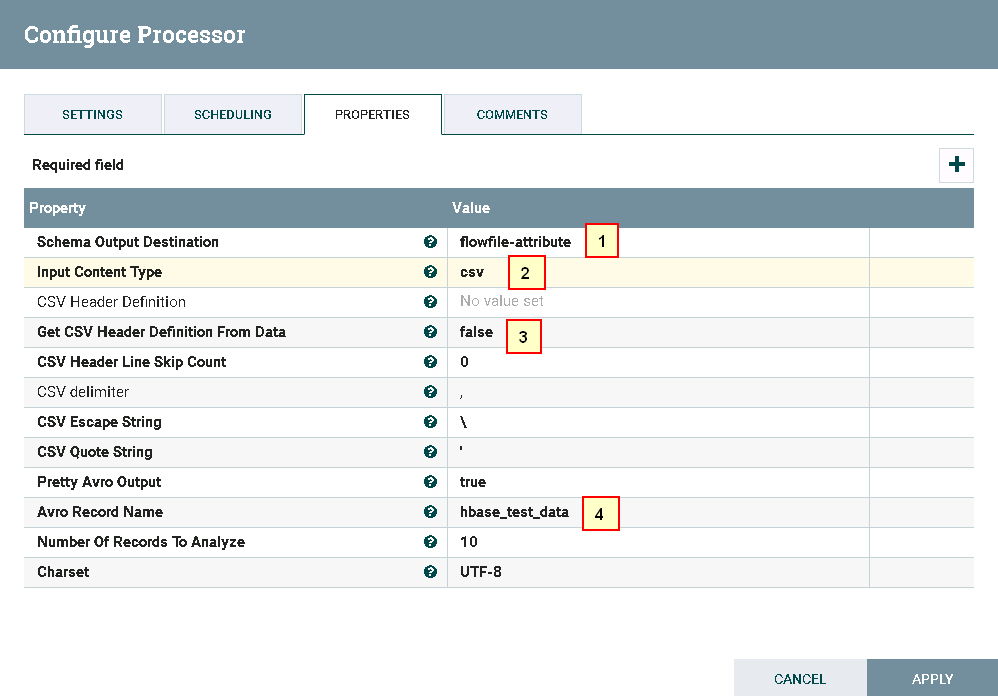 Configure Processor
SETTINGS SCHEDULING PROPERTIES COMMENTS
Required field
Property Value
Schema Output Destination flowfile-attribute 1
Input Content Type csv 2
CSV Header Definition No value set
Get CSV Header Definition From Data false 3
CSV Header Line Skip Count 0
CSV delimiter ,
CSV Escape String \
CSV Quote String '
Pretty Avro Output true
Avro Record Name hbase_test_data 4
Number Of Records To Analyze 10
Charset UTF-8
CANCEL APPLY